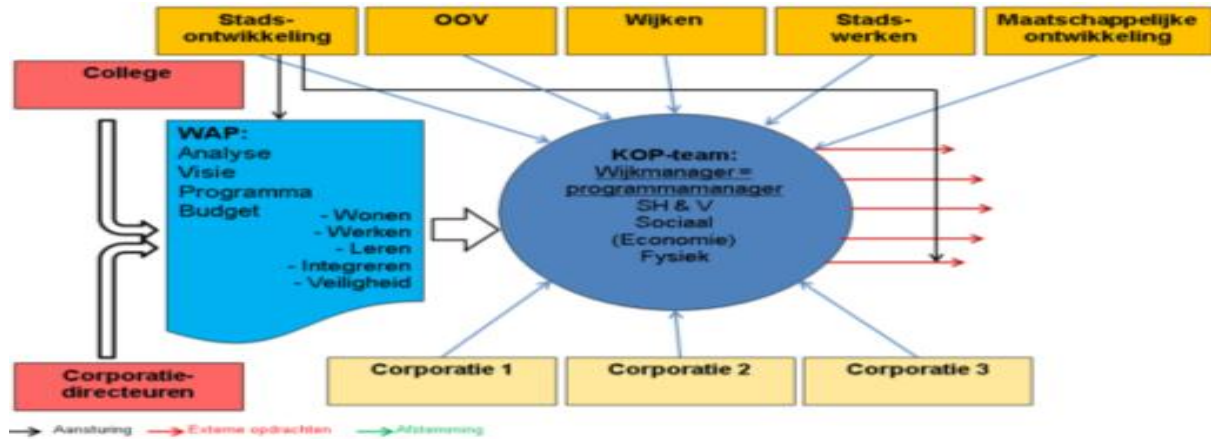 Stads-
ontwikkeling
OOV
Wijken
Stads-
werken
Maatschappelijke
ontwikkeling
College
WAP:
Analyse
Visie
Programma
Budget
- Wonen
- Werken
- Leren
- Integreren
- Veiligheid
KOP-team:
Wijkmanager =
programmamanager
SH & V
Sociaal
(Economie)
Fysiek
Corporatie-
directeuren
Corporatie 1
Corporatie 2
Corporatie 3
Aansturing
Externe opdrachten
Afstemming